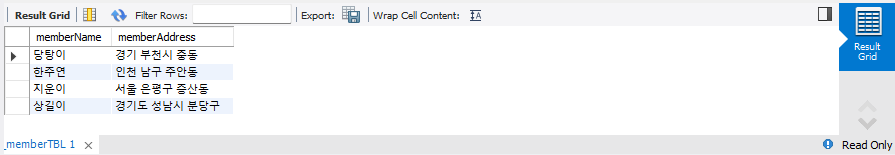 Result Grid Filter Rows: Export: Wrap Cell Content: IA
memberName memberAddress
당탕이 경기 부천시 중동
한주연 인천 남구 주안동
지운이 서울 은평구 증산동
상길이 경기도 성남시 분당구
Result
Grid
_memberTBL 1 ×
Read Only